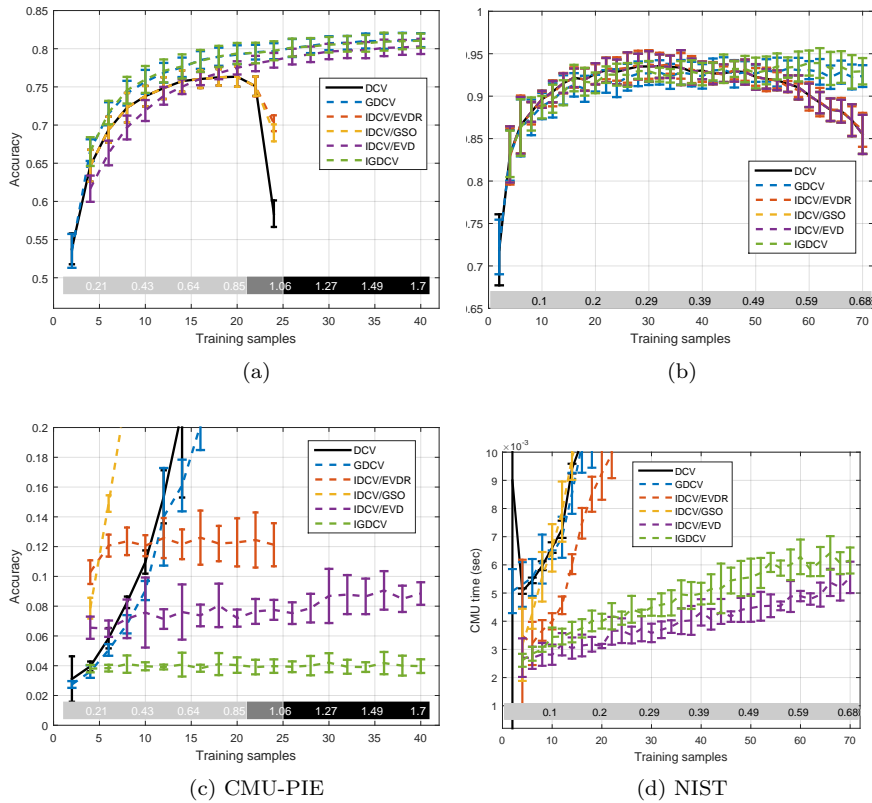 0.85
0.8
0.75
0.7
0.65
0.6
0.55
0.5
Accuracy
DCV
GDCV
IDCV/EVDR
IDCV/GSO
IDCV/EVD
IGDCV
0.21 0.43 0.64 0.85 1.06 1.27 1.49 1.7
0 5 10 15 20 25 30 35 40
Training samples
(a)
1
0.95
0.9
0.85
0.8
0.75
0.7
0.65
DCV
GDCV
IDCV/EVDR
IDCV/GSO
IDCV/EVD
IGDCV
0.1 0.2 0.29 0.39 0.49 0.59 0.68
0 10 20 30 40 50 60 70
Training samples
(b)
0.2
0.18
0.16
0.14
0.12
0.1
0.08
0.06
0.04
0.02
0
Accuracy
DCV
GDCV
IDCV/EVDR
IDCV/GSO
IDCV/EVD
IGDCV
0.21 0.43 0.64 0.85 1.06 1.27 1.49 1.7
0 5 10 15 20 25 30 35 40
Training samples
(c) CMU-PIE
×10⁻³
10
9
8
7
6
5
4
3
2
1
CMU time (sec)
DCV
GDCV
IDCV/EVDR
IDCV/GSO
IDCV/EVD
IGDCV
0.1 0.2 0.29 0.39 0.49 0.59 0.68
0 10 20 30 40 50 60 70
Training samples
(d) NIST